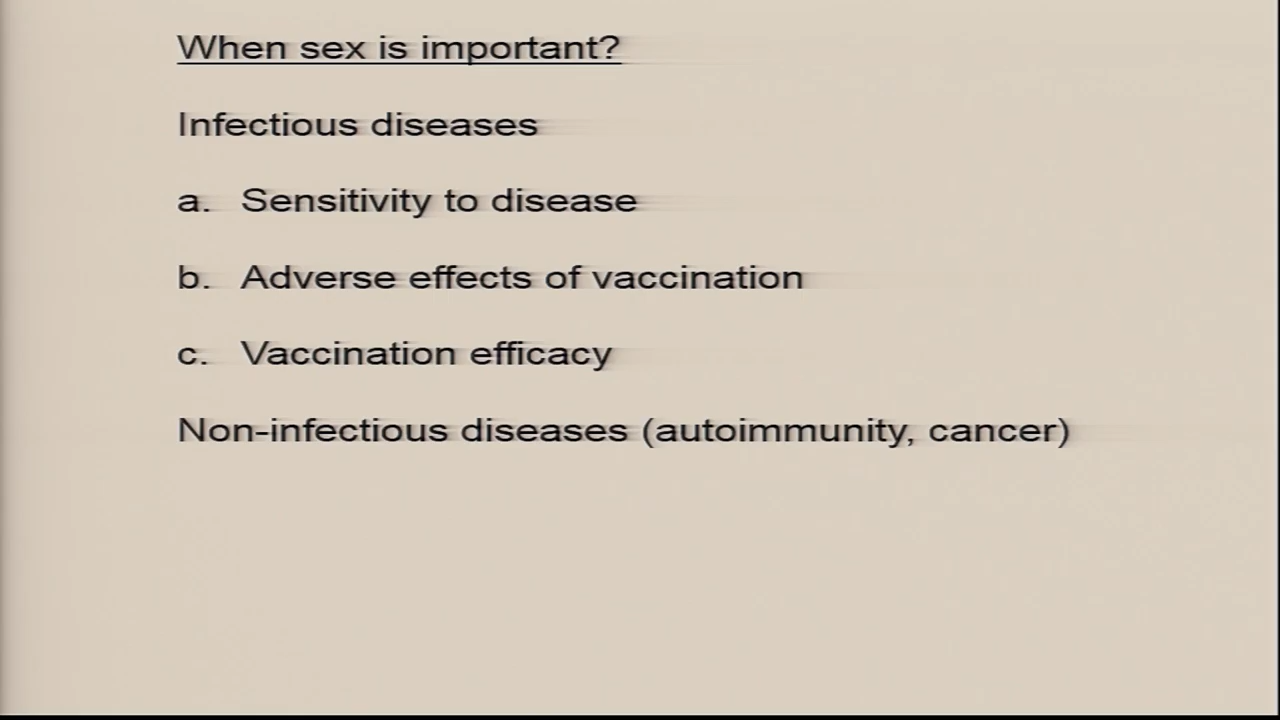 When sex is important?
Infectious diseases
a. Sensitivity to disease
b. Adverse effects of vaccination
c. Vaccination efficacy
Non-infectious diseases (autoimmunity, cancer)